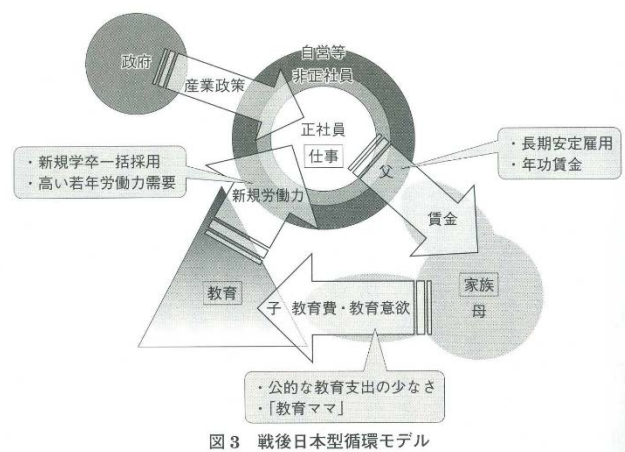 政府
産業政策
自営等
非正社員
正社員
仕事
・長期安定雇用
・年功賃金
・新規学卒一括採用
・高い若年労働力需要
父
新規労働力
賃金
家族
母
教育
子 教育費・教育意欲
・公的な教育支出の少なさ
・「教育ママ」
図3 戦後日本型循環モデル